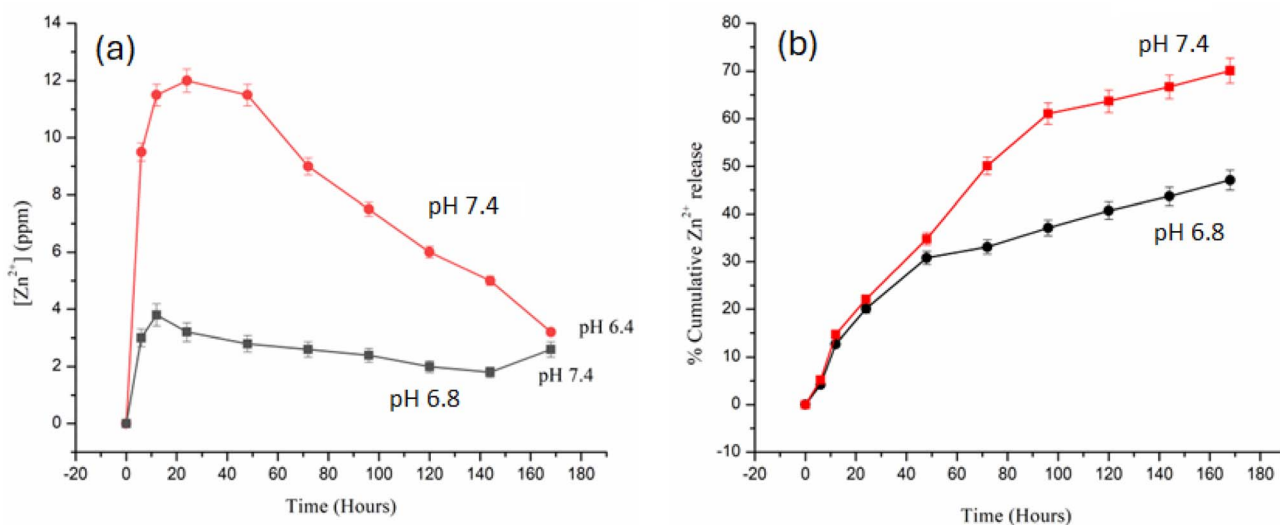 (a)
14
12
10
8
6
4
2
0
[Zn²⁺] (ppm)
pH 7.4
pH 6.8
pH 6.4
pH 7.4
-20 0 20 40 60 80 100 120 140 160 180
Time (Hours)
(b)
80
70
60
50
40
30
20
10
0
-10
% Cumulative Zn²⁺ release
pH 7.4
pH 6.8
-20 0 20 40 60 80 100 120 140 160 180
Time (Hours)